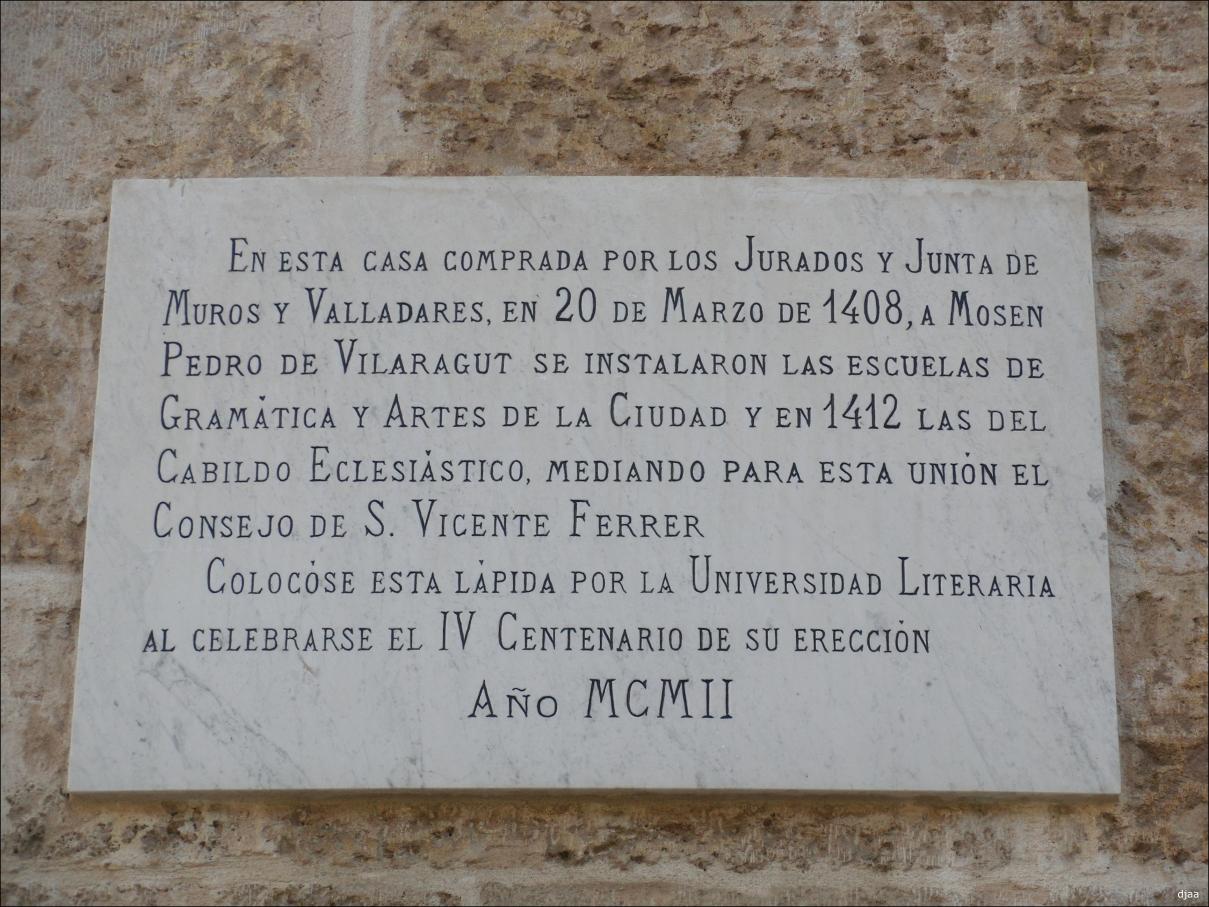 En esta casa comprada por los Jurados y Junta de
Muros y Valladares, en 20 de Marzo de 1408, a Mosen
Pedro de Vilaragut se instalaron las escuelas de
Gramática y Artes de la Ciudad y en 1412 las del
Cabildo Eclesiástico, mediando para esta unión el
Consejo de S. Vicente Ferrer
Colocóse esta lápida por la Universidad Literaria
al celebrarse el IV Centenario de su erección
Año MCMII
djaa